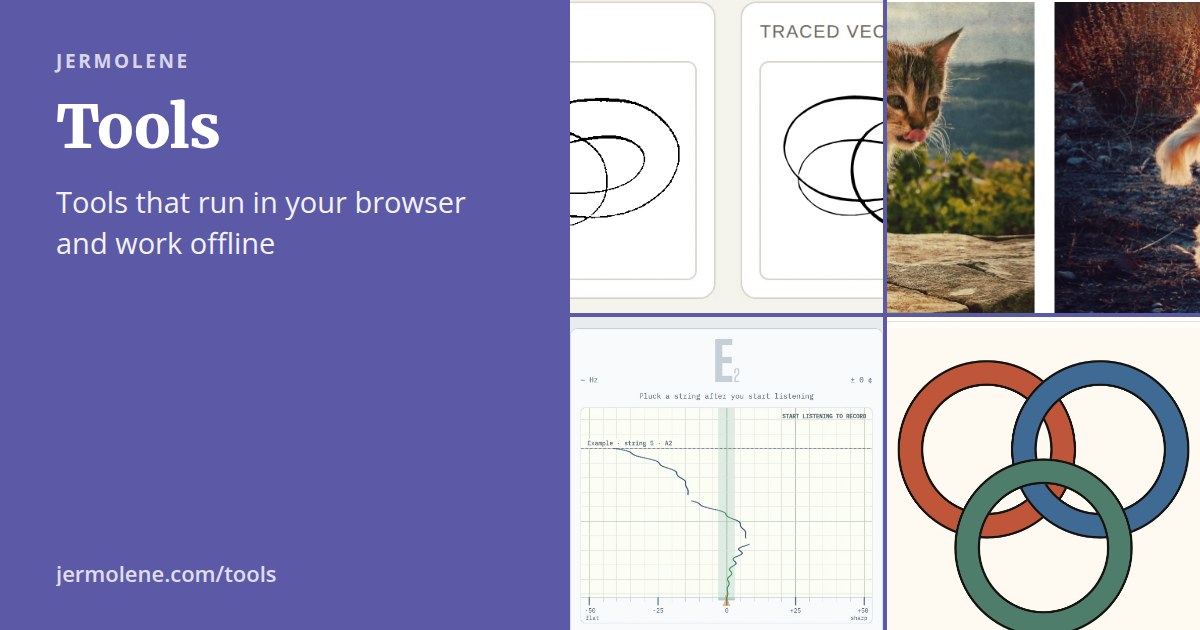 JERMOLENE
Tools
Tools that run in your browser
and work offline
jermolene.com/tools
TRACED VEC
E2
— Hz
± 0 ¢
Pluck a string after you start listening
START LISTENING TO RECORD
Example · string 5 · A2
-50
-25
0
+25
+50
flat
sharp